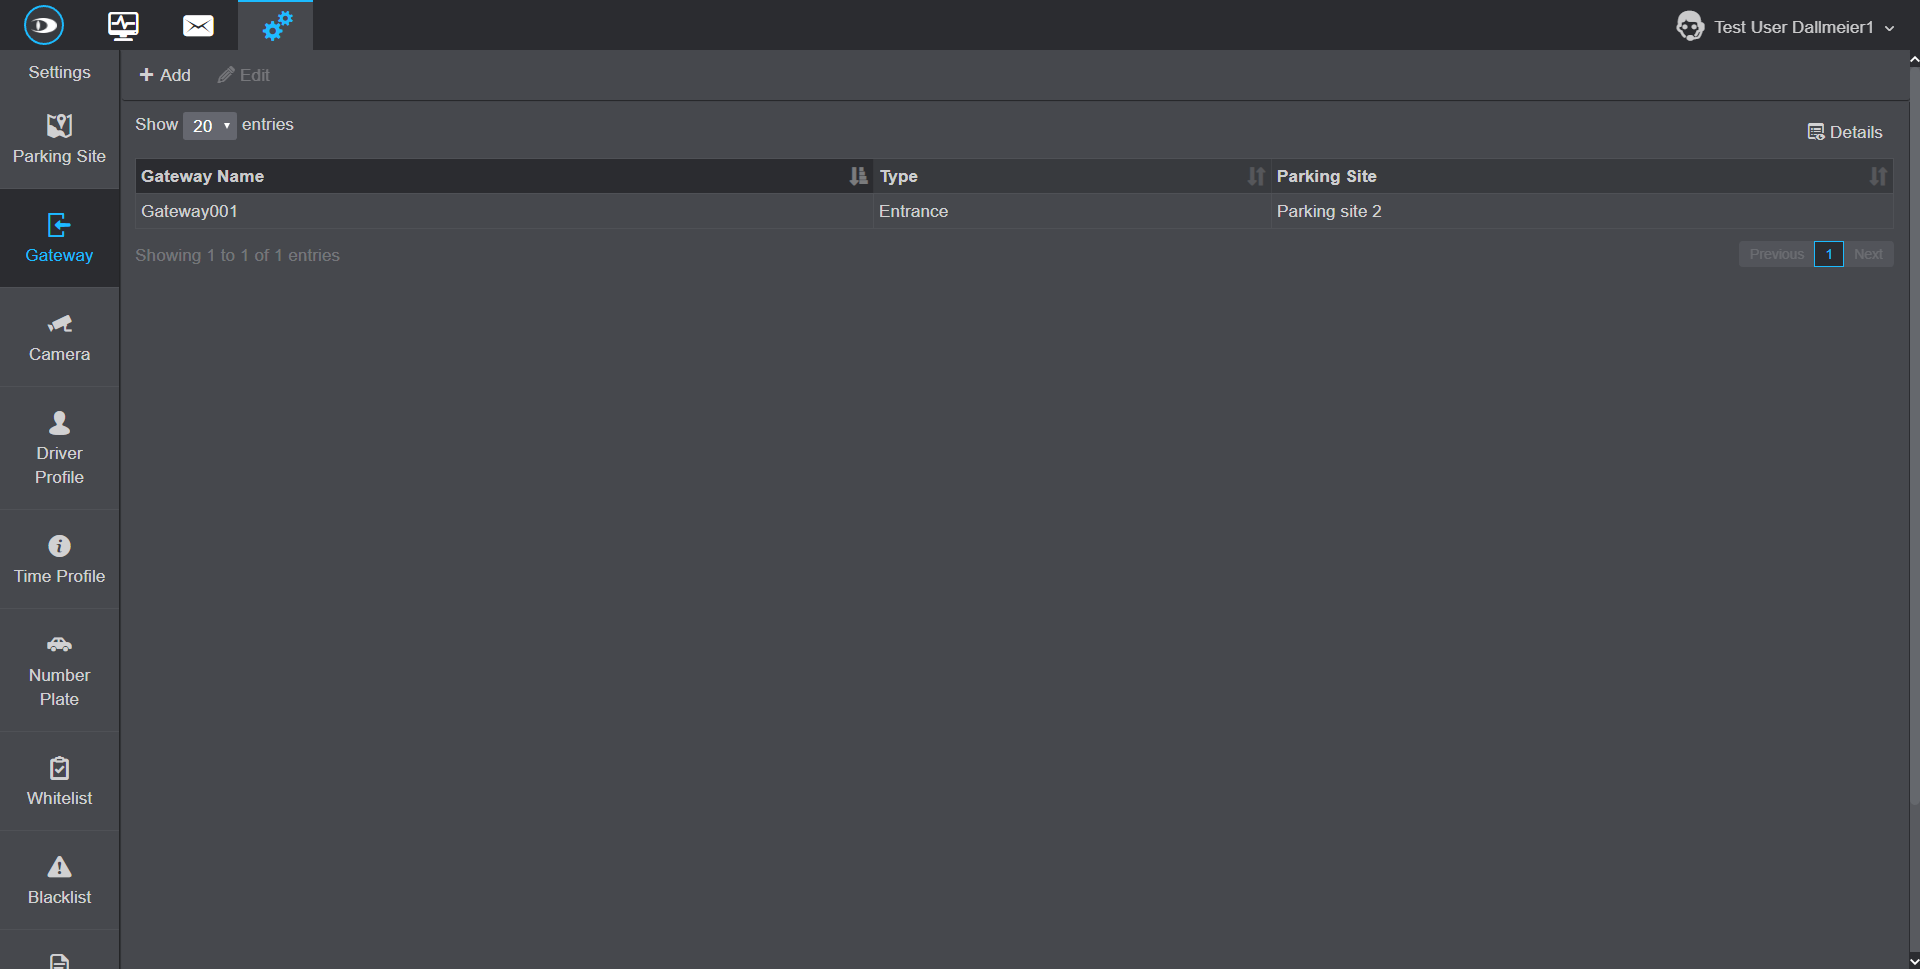 Test User Dallmeier1
Settings
Add
Edit
Show 20 entries
Details
Gateway Name
Type
Parking Site
Gateway001
Entrance
Parking site 2
Showing 1 to 1 of 1 entries
Previous
1
Next
Parking Site
Gateway
Camera
Driver
Profile
Time Profile
Number
Plate
Whitelist
Blacklist